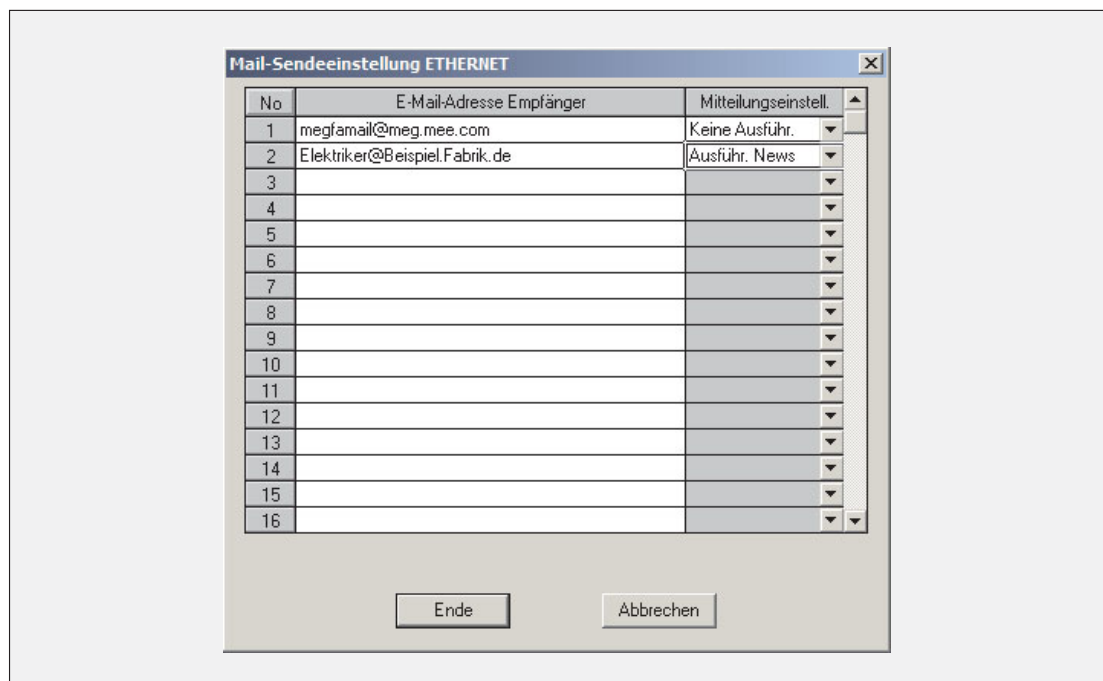 Mail-Sendeeinstellung ETHERNET
No E-Mail-Adresse Empfänger Mitteilungseinstell.
1 megfamail@meg.mee.com Keine Ausführ.
2 Elektriker@Beispiel.Fabrik.de Ausführ. News
3
4
5
6
7
8
9
10
11
12
13
14
15
16
Ende Abbrechen